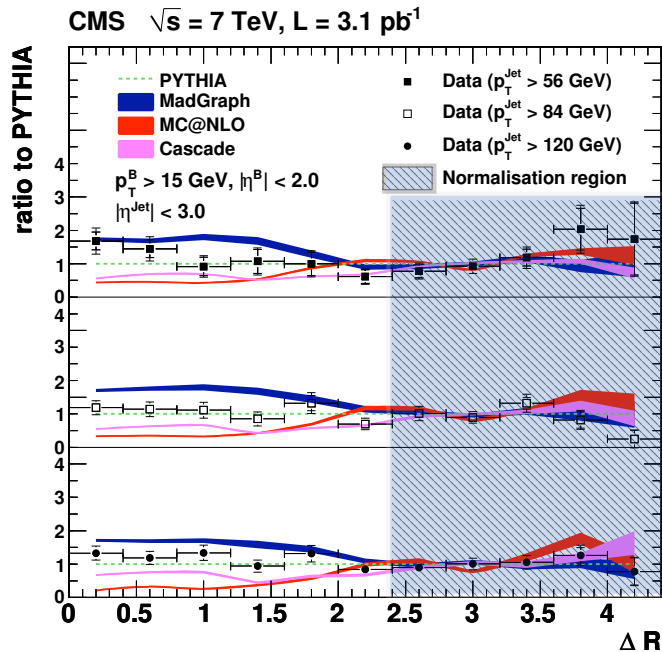 CMS √s = 7 TeV, L = 3.1 pb⁻¹
ratio to PYTHIA
PYTHIA
MadGraph
MC@NLO
Cascade
p_T^B > 15 GeV, |η^B| < 2.0
|η^Jet| < 3.0
Data (p_T^Jet > 56 GeV)
Data (p_T^Jet > 84 GeV)
Data (p_T^Jet > 120 GeV)
Normalisation region
5
4
3
2
1
0
4
3
2
1
0
4
3
2
1
0
0 0.5 1 1.5 2 2.5 3 3.5 4
Δ R